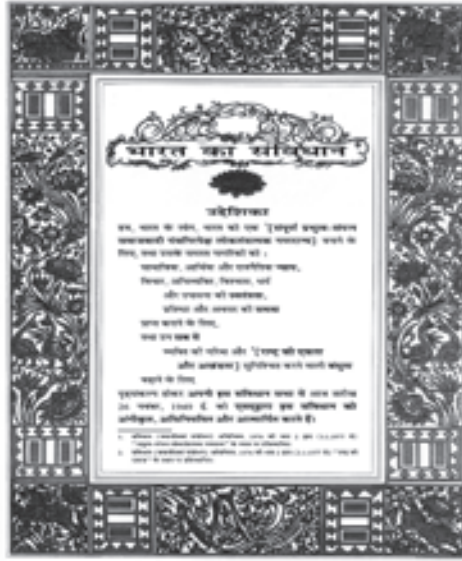 भारत का संविधान
उद्देशिका
हम, भारत के लोग, भारत को एक ¹[संपूर्ण प्रभुत्व-संपन्न
समाजवादी पंथनिरपेक्ष लोकतंत्रात्मक गणराज्य] बनाने के
लिए, तथा उसके समस्त नागरिकों को :
सामाजिक, आर्थिक और राजनैतिक न्याय,
विचार, अभिव्यक्ति, विश्वास, धर्म
और उपासना की स्वतंत्रता,
प्रतिष्ठा और अवसर की समता
प्राप्त कराने के लिए,
तथा उन सब में
व्यक्ति की गरिमा और ²[राष्ट्र की एकता
और अखंडता] सुनिश्चित करने वाली बंधुता
बढ़ाने के लिए
दृढ़संकल्प होकर अपनी इस संविधान सभा में आज तारीख
26 नवंबर, 1949 ई. को एतद्द्वारा इस संविधान को
अंगीकृत, अधिनियमित और आत्मार्पित करते हैं।